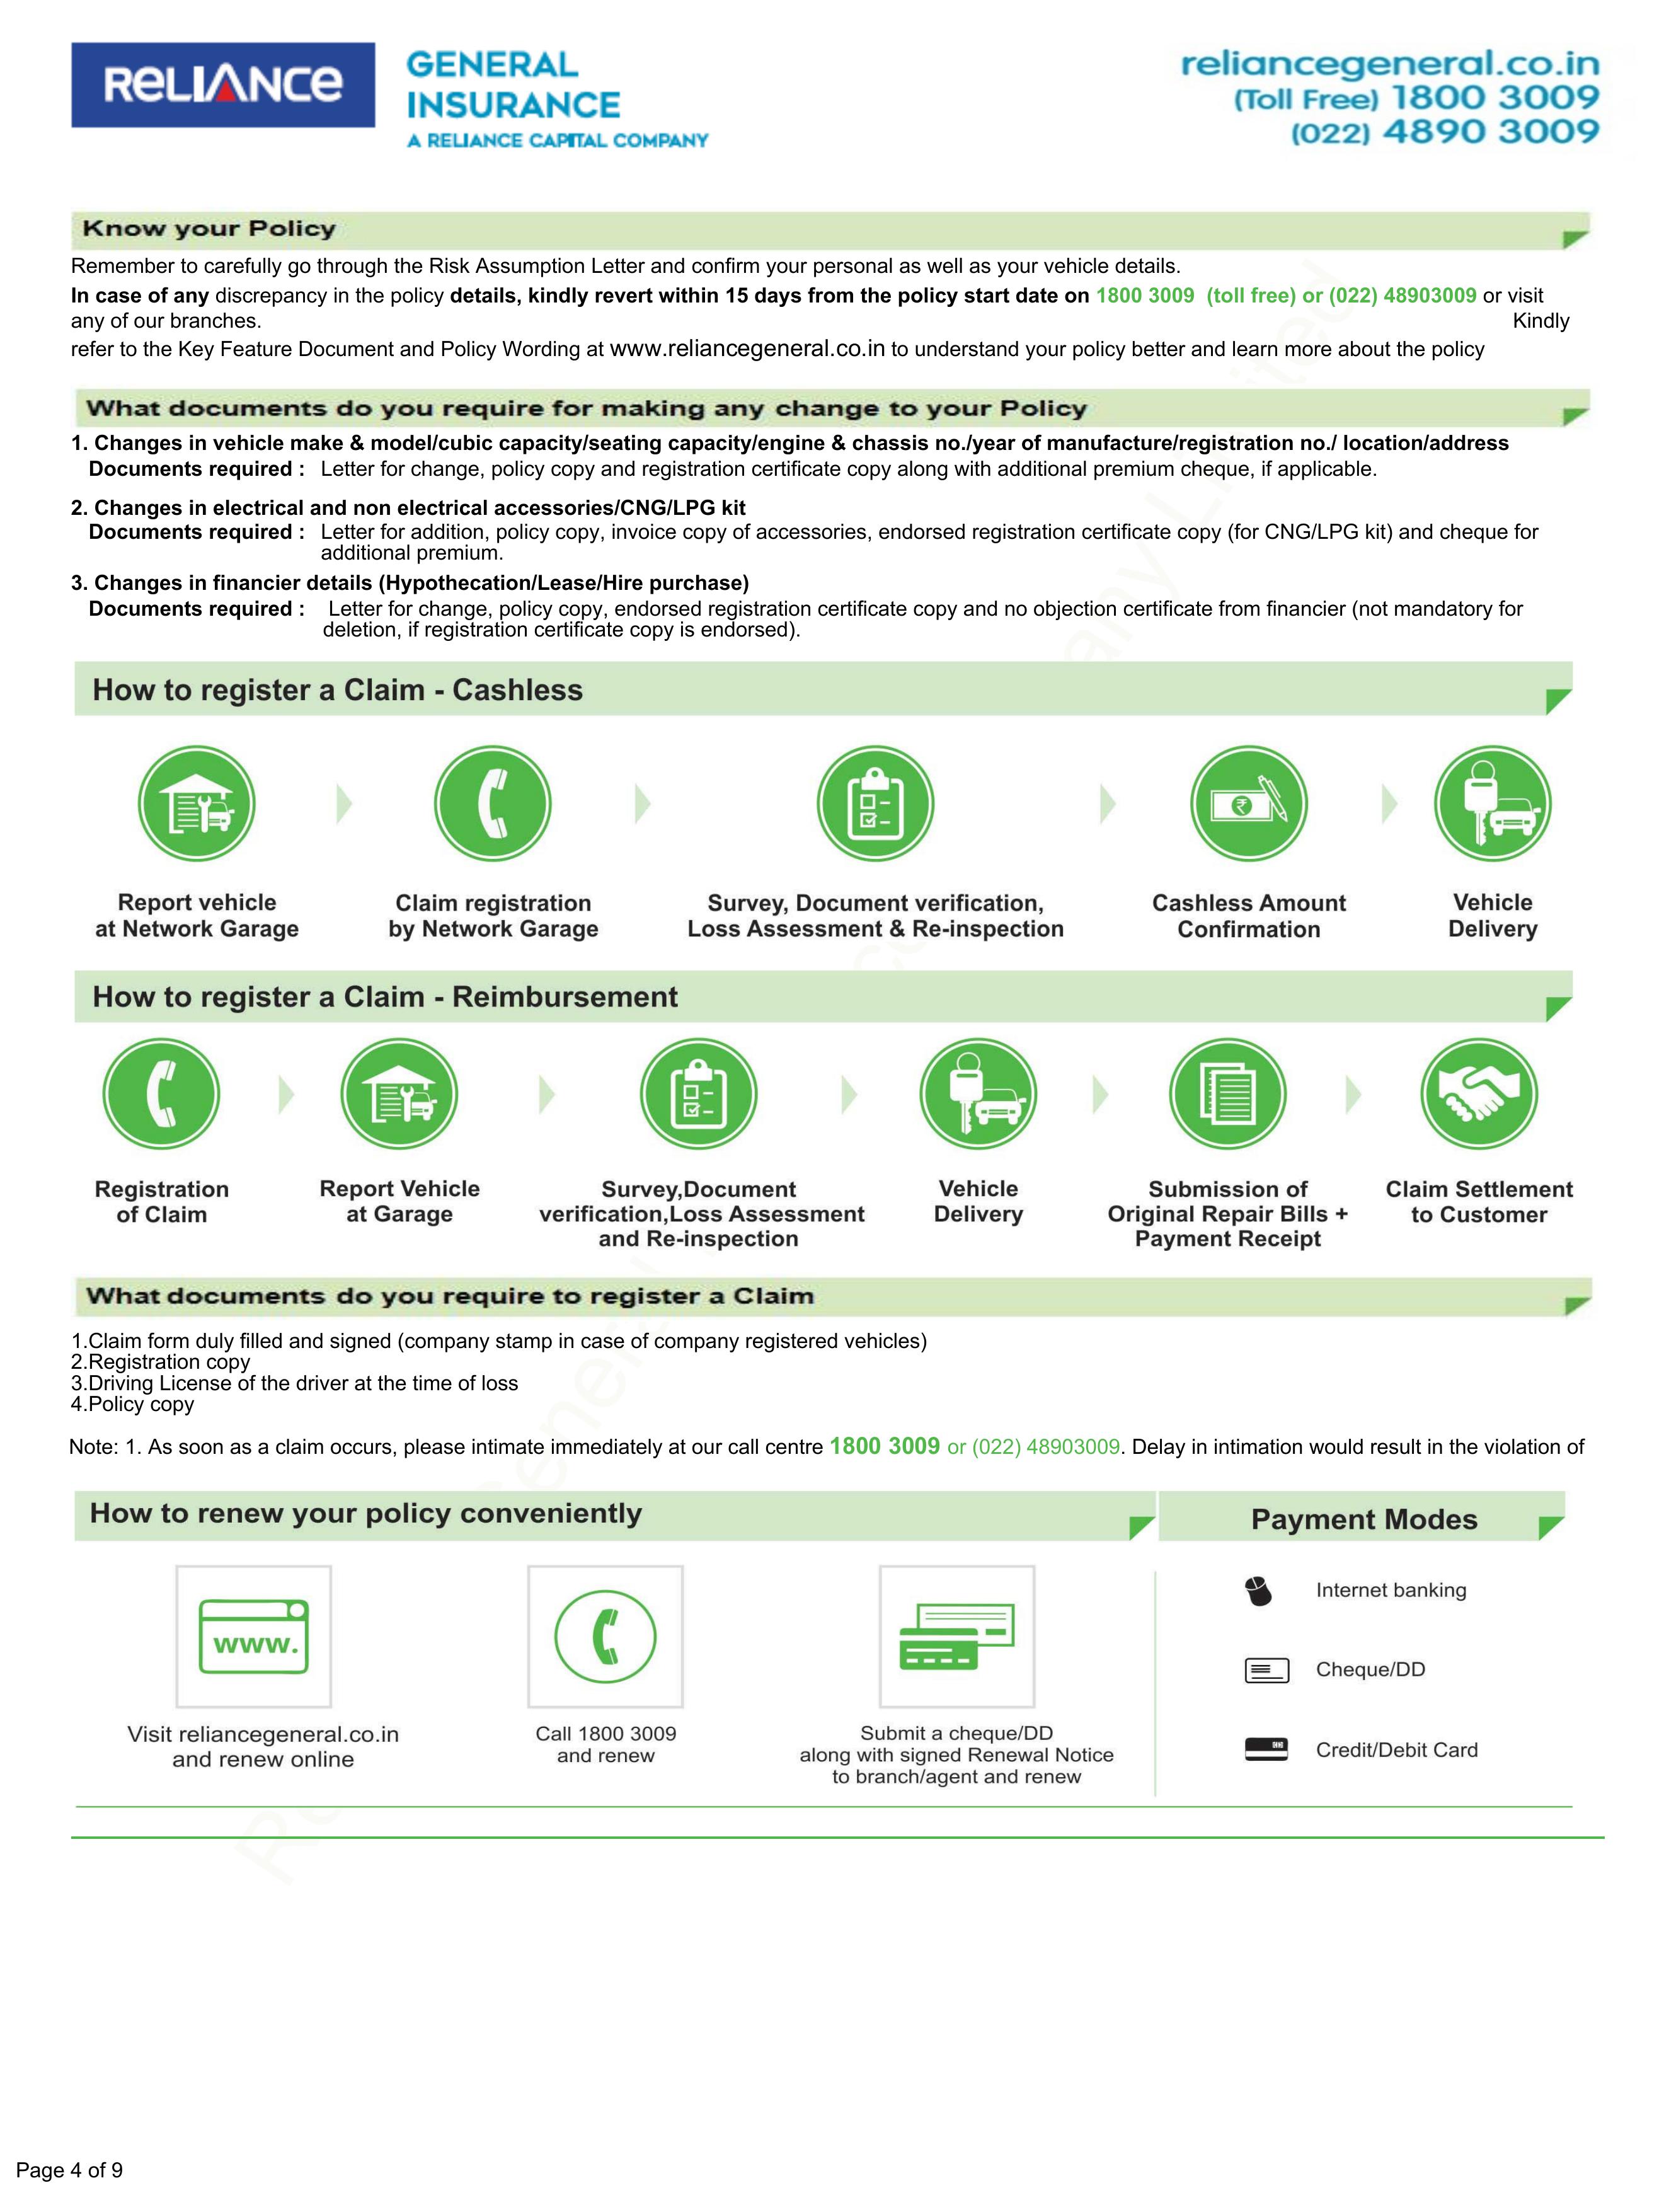 RELIANCE
GENERAL
INSURANCE
A RELIANCE CAPITAL COMPANY
reliancegeneral.co.in
(Toll Free) 1800 3009
(022) 4890 3009
Know your Policy
Remember to carefully go through the Risk Assumption Letter and confirm your personal as well as your vehicle details.
In case of any discrepancy in the policy details, kindly revert within 15 days from the policy start date on 1800 3009 (toll free) or (022) 48903009 or visit
any of our branches. Kindly
refer to the Key Feature Document and Policy Wording at www.reliancegeneral.co.in to understand your policy better and learn more about the policy
What documents do you require for making any change to your Policy
1. Changes in vehicle make & model/cubic capacity/seating capacity/engine & chassis no./year of manufacture/registration no./ location/address
Documents required : Letter for change, policy copy and registration certificate copy along with additional premium cheque, if applicable.
2. Changes in electrical and non electrical accessories/CNG/LPG kit
Documents required : Letter for addition, policy copy, invoice copy of accessories, endorsed registration certificate copy (for CNG/LPG kit) and cheque for
additional premium.
3. Changes in financier details (Hypothecation/Lease/Hire purchase)
Documents required : Letter for change, policy copy, endorsed registration certificate copy and no objection certificate from financier (not mandatory for
deletion, if registration certificate copy is endorsed).
How to register a Claim - Cashless
Report vehicle
at Network Garage
Claim registration
by Network Garage
Survey, Document verification,
Loss Assessment & Re-inspection
Cashless Amount
Confirmation
Vehicle
Delivery
How to register a Claim - Reimbursement
Registration
of Claim
Report Vehicle
at Garage
Survey,Document
verification,Loss Assessment
and Re-inspection
Vehicle
Delivery
Submission of
Original Repair Bills +
Payment Receipt
Claim Settlement
to Customer
What documents do you require to register a Claim
1.Claim form duly filled and signed (company stamp in case of company registered vehicles)
2.Registration copy
3.Driving License of the driver at the time of loss
4.Policy copy
Note: 1. As soon as a claim occurs, please intimate immediately at our call centre 1800 3009 or (022) 48903009. Delay in intimation would result in the violation of
How to renew your policy conveniently
www.
Visit reliancegeneral.co.in
and renew online
Call 1800 3009
and renew
Submit a cheque/DD
along with signed Renewal Notice
to branch/agent and renew
Payment Modes
Internet banking
Cheque/DD
Credit/Debit Card
Page 4 of 9